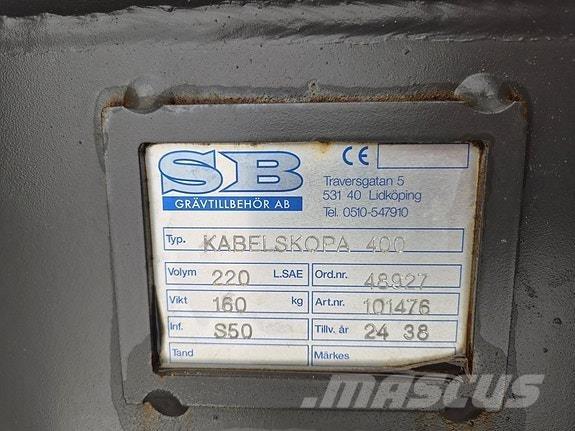 SB
GRÄVTILLBEHÖR AB
CE
Traversgatan 5
531 40 Lidköping
Tel. 0510-547910
Typ. KABELSKOPA 400
Volym 220 L.SAE Ord.nr. 48927
Vikt 160 kg Art.nr. 101476
Inf. S50 Tillv. år 24 38
Tand Märkes
MASCUS